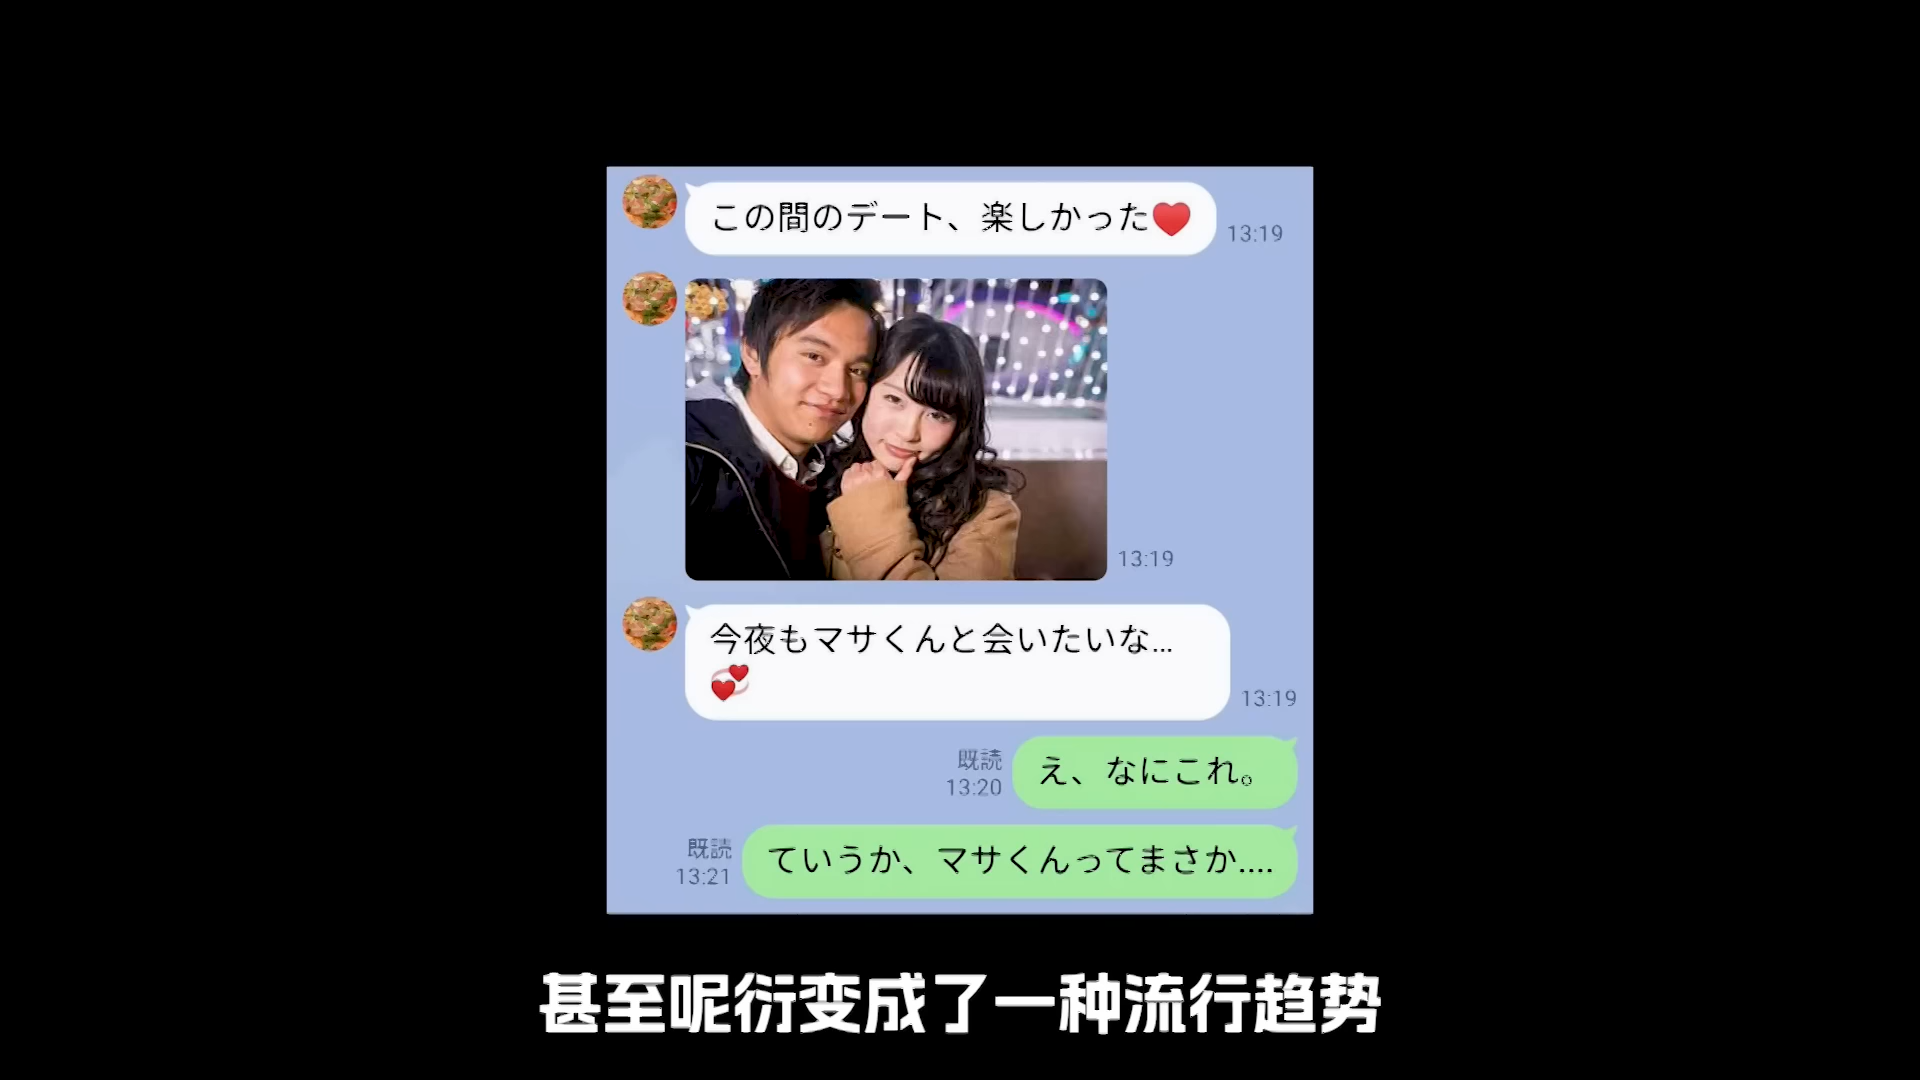 この間のデート、楽しかった❤️
13:19
13:19
今夜もマサくんと会いたいな...
💞
13:19
既読
13:20
え、なにこれ。
既読
13:21
ていうか、マサくんってまさか....
甚至呢衍变成了一种流行趋势